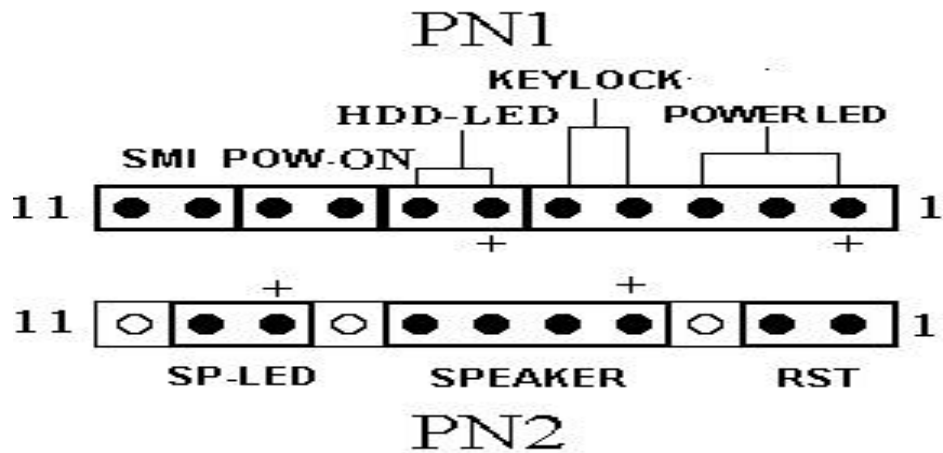 PN1
KEYLOCK
HDD-LED POWER LED
SMI POW-ON
11 1
+ +
+ +
11 1
SP-LED SPEAKER RST
PN2